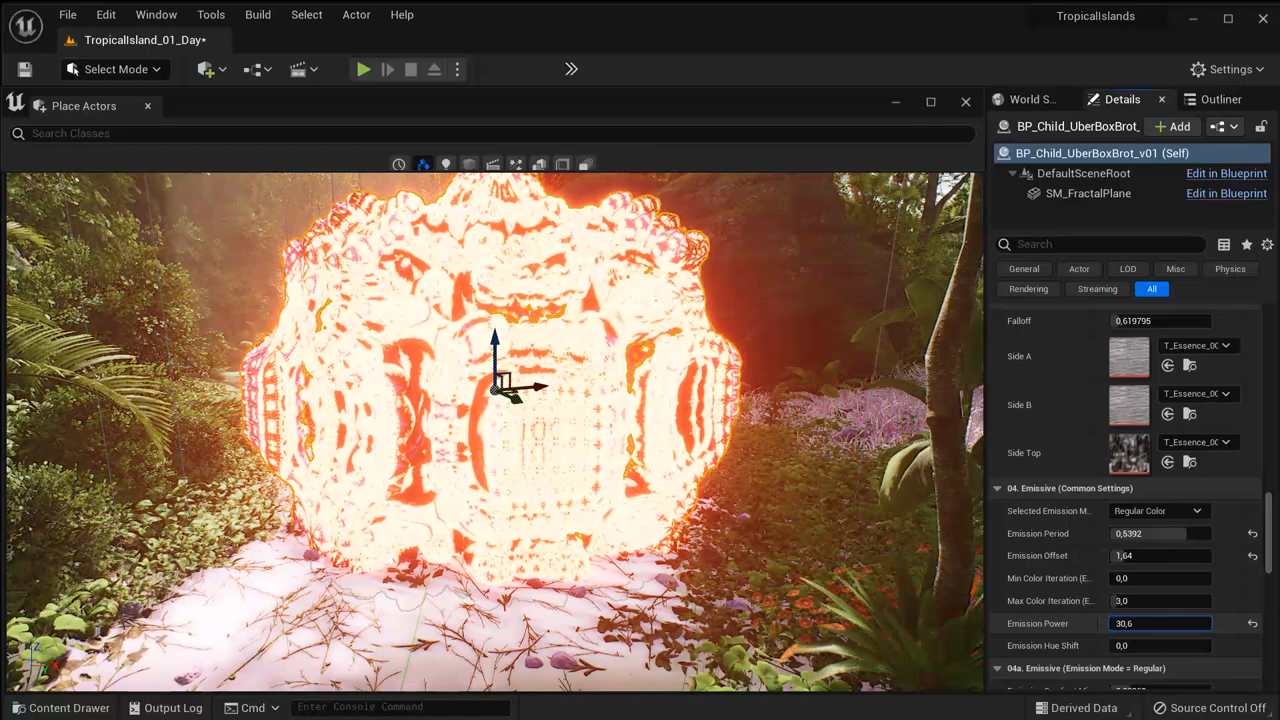 File Edit Window Tools Build Select Actor Help
TropicalIslands
TropicalIsland_01_Day*
Select Mode
Settings
Place Actors
World S... Details Outliner
Search Classes
BP_Child_UberBoxBrot_ Add
BP_Child_UberBoxBrot_v01 (Self)
DefaultSceneRoot Edit in Blueprint
SM_FractalPlane Edit in Blueprint
Search
General Actor LOD Misc Physics
Rendering Streaming All
Falloff 0,619795
Side A T_Essence_0(
Side B T_Essence_0(
Side Top T_Essence_0(
04. Emissive (Common Settings)
Selected Emission M... Regular Color
Emission Period 0,5392
Emission Offset 1,64
Min Color Iteration (E... 0,0
Max Color Iteration (E... 3,0
Emission Power 30,6
Emission Hue Shift 0,0
04a. Emissive (Emission Mode = Regular)
Z
X
Content Drawer Output Log Cmd Enter Console Command Derived Data Source Control Off